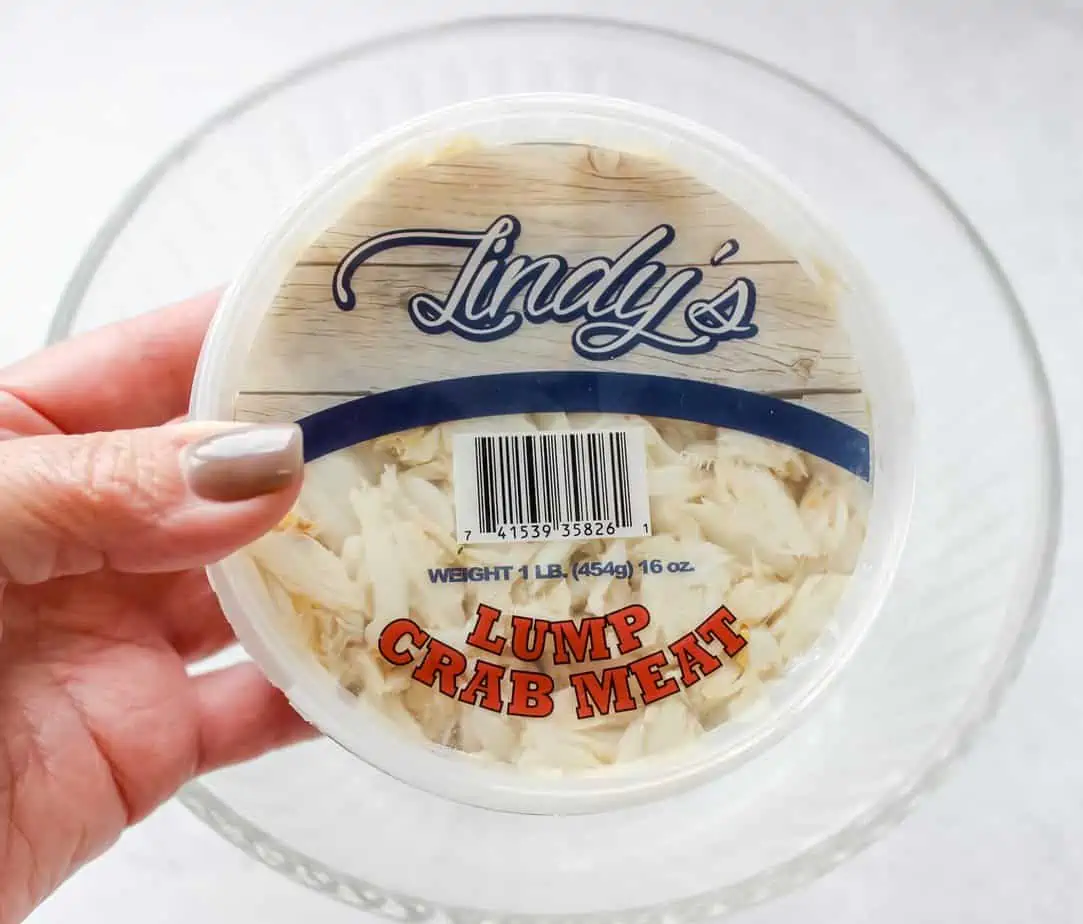 Lindy's
7 41539 35826 1
WEIGHT 1 LB. (454g) 16 oz.
LUMP
CRAB MEAT